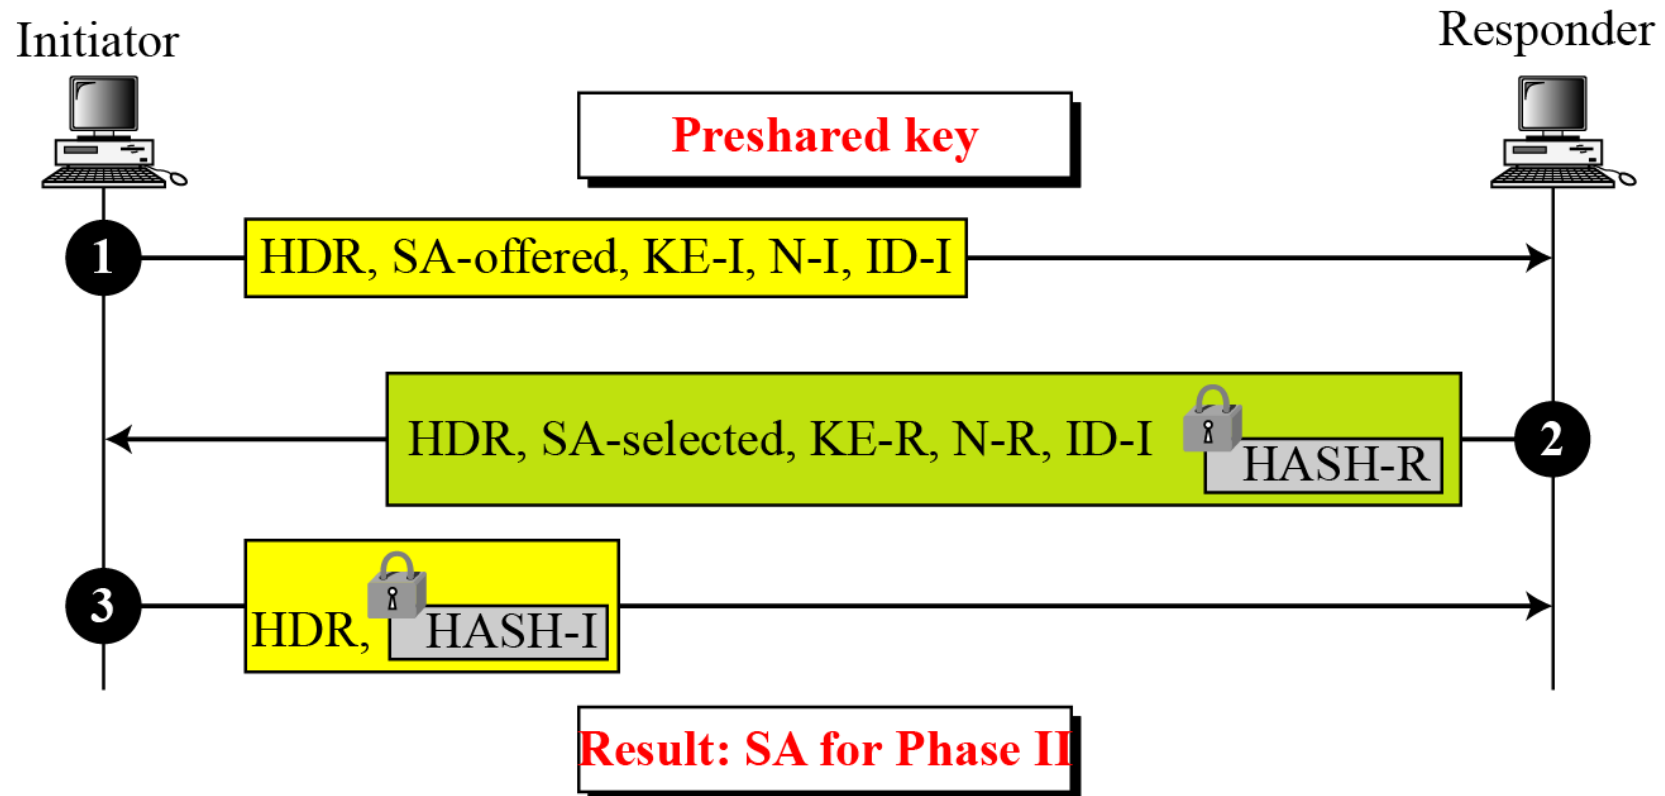 Initiator
Responder
Preshared key
1
HDR, SA-offered, KE-I, N-I, ID-I
HDR, SA-selected, KE-R, N-R, ID-I
HASH-R
2
3
HDR,
HASH-I
Result: SA for Phase II